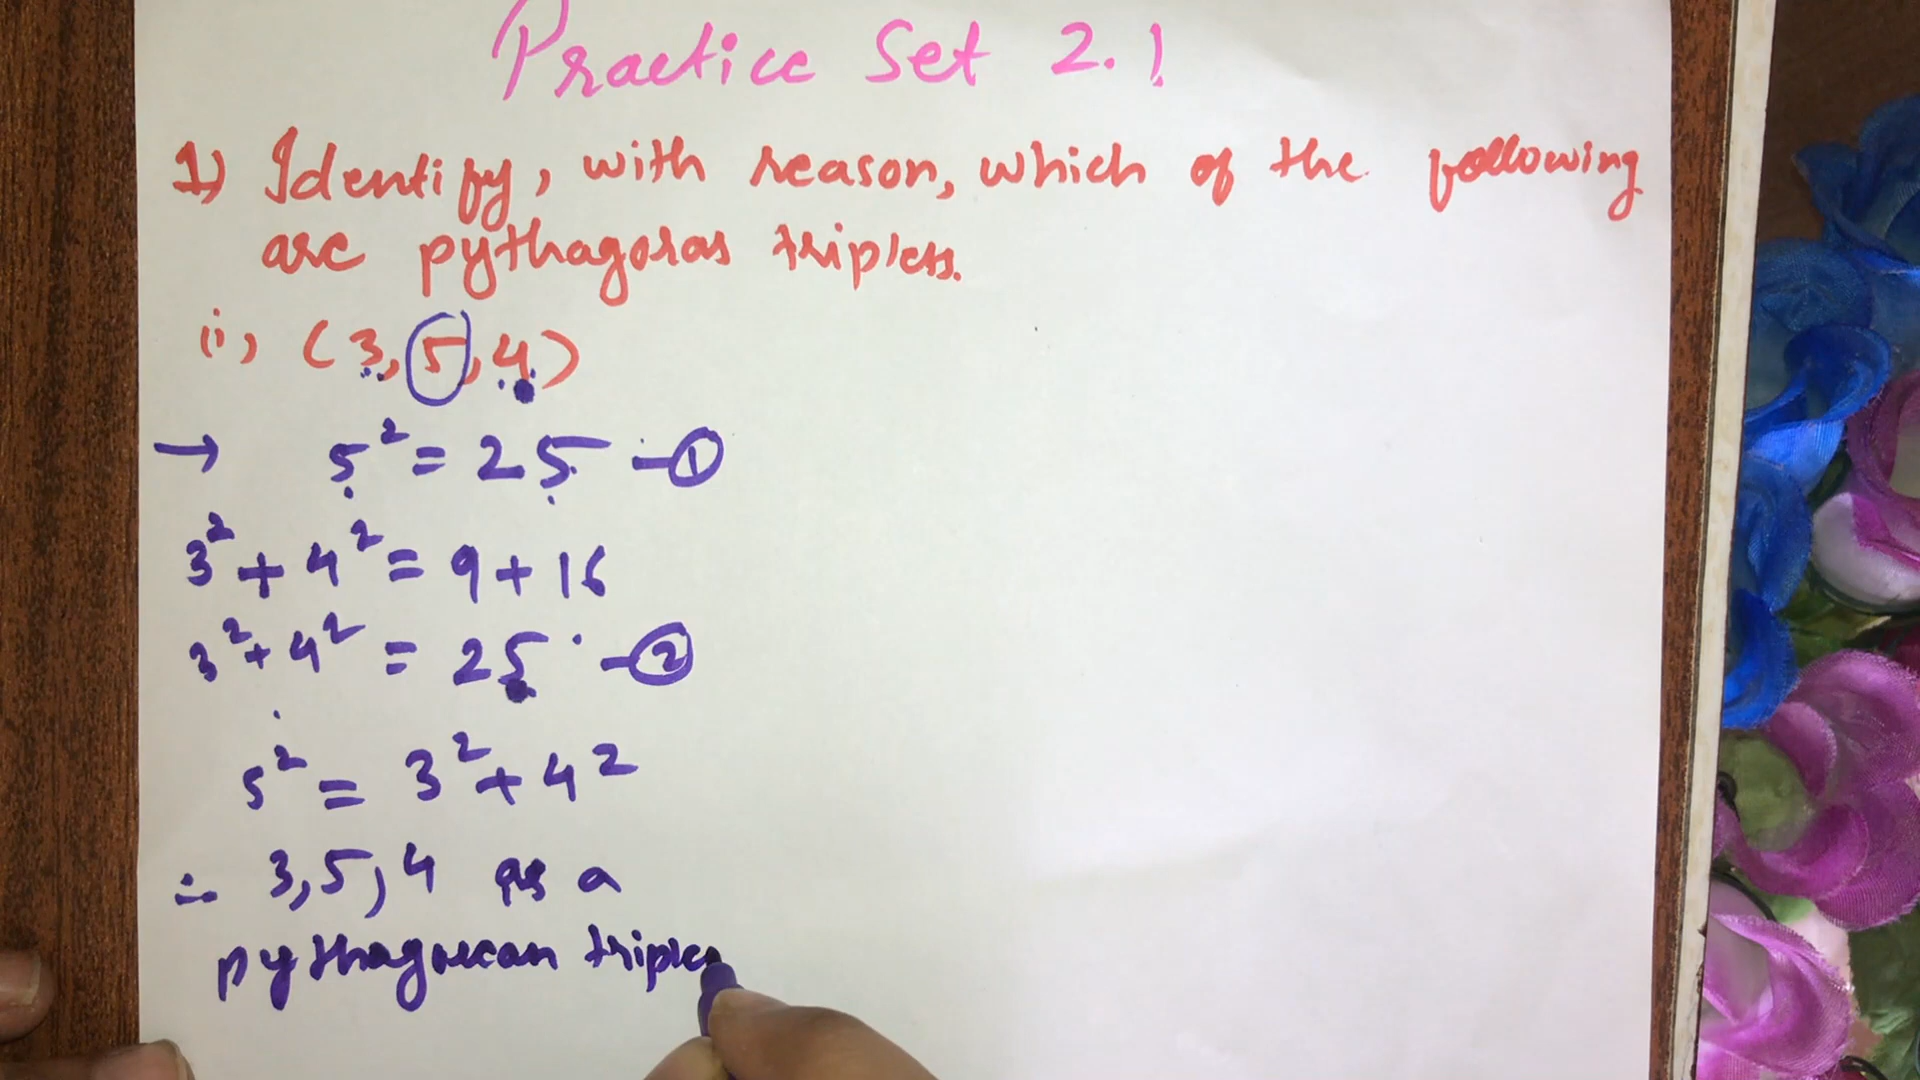 Practice Set 2.1
1) Identify, with reason, which of the following
are pythagoras triplets.
(i) (3,5,4)
→ 5² = 25 -①
3² + 4² = 9 + 16
3² + 4² = 25 -②
5² = 3² + 4²
∴ 3,5,4 is a
pythagorean triple